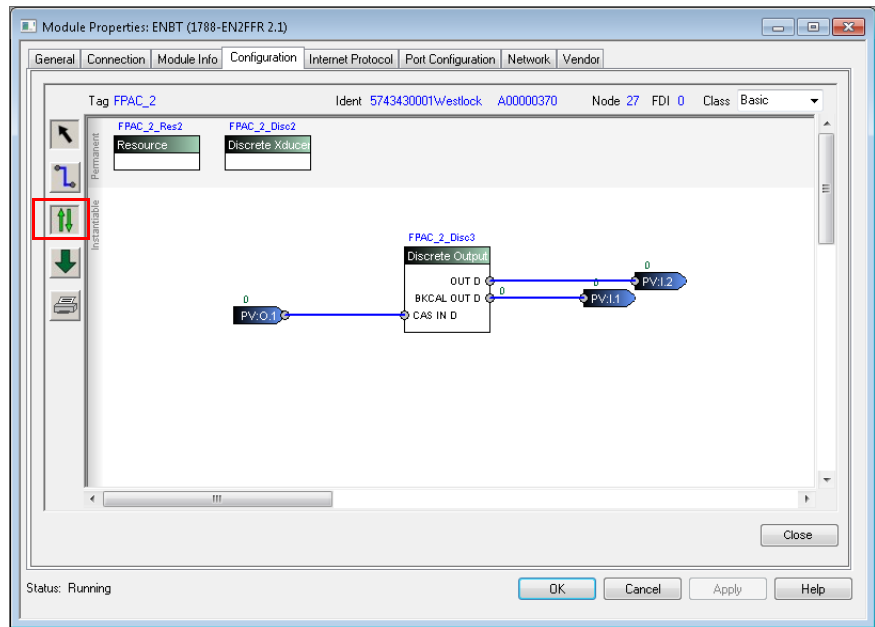 Module Properties: ENBT (1788-EN2FFR 2.1)
General Connection Module Info Configuration Internet Protocol Port Configuration Network Vendor
Tag FPAC_2 Ident 5743430001Westlock A00000370 Node 27 FDI 0 Class Basic
Permanent
FPAC_2_Res2 FPAC_2_Disc2
Resource Discrete Xducer
Instantiable
FPAC_2_Disc3
Discrete Output
OUT D 0 PV:I.2
BKCAL OUT D 0 0 PV:I.1
0 PV:O.1 CAS IN D
Close
Status: Running OK Cancel Apply Help